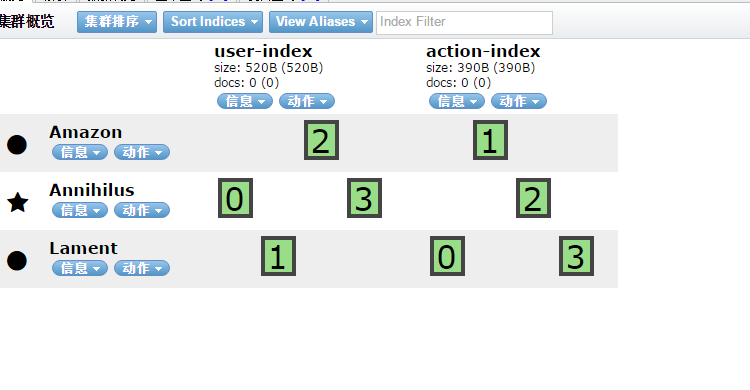 集群概览 集群排序 Sort Indices View Aliases Index Filter
user-index action-index
size: 520B (520B) size: 390B (390B)
docs: 0 (0) docs: 0 (0)
信息 动作 信息 动作
Amazon 2 1
信息 动作
Annihilus 0 3 2
信息 动作
Lament 1 0 3
信息 动作